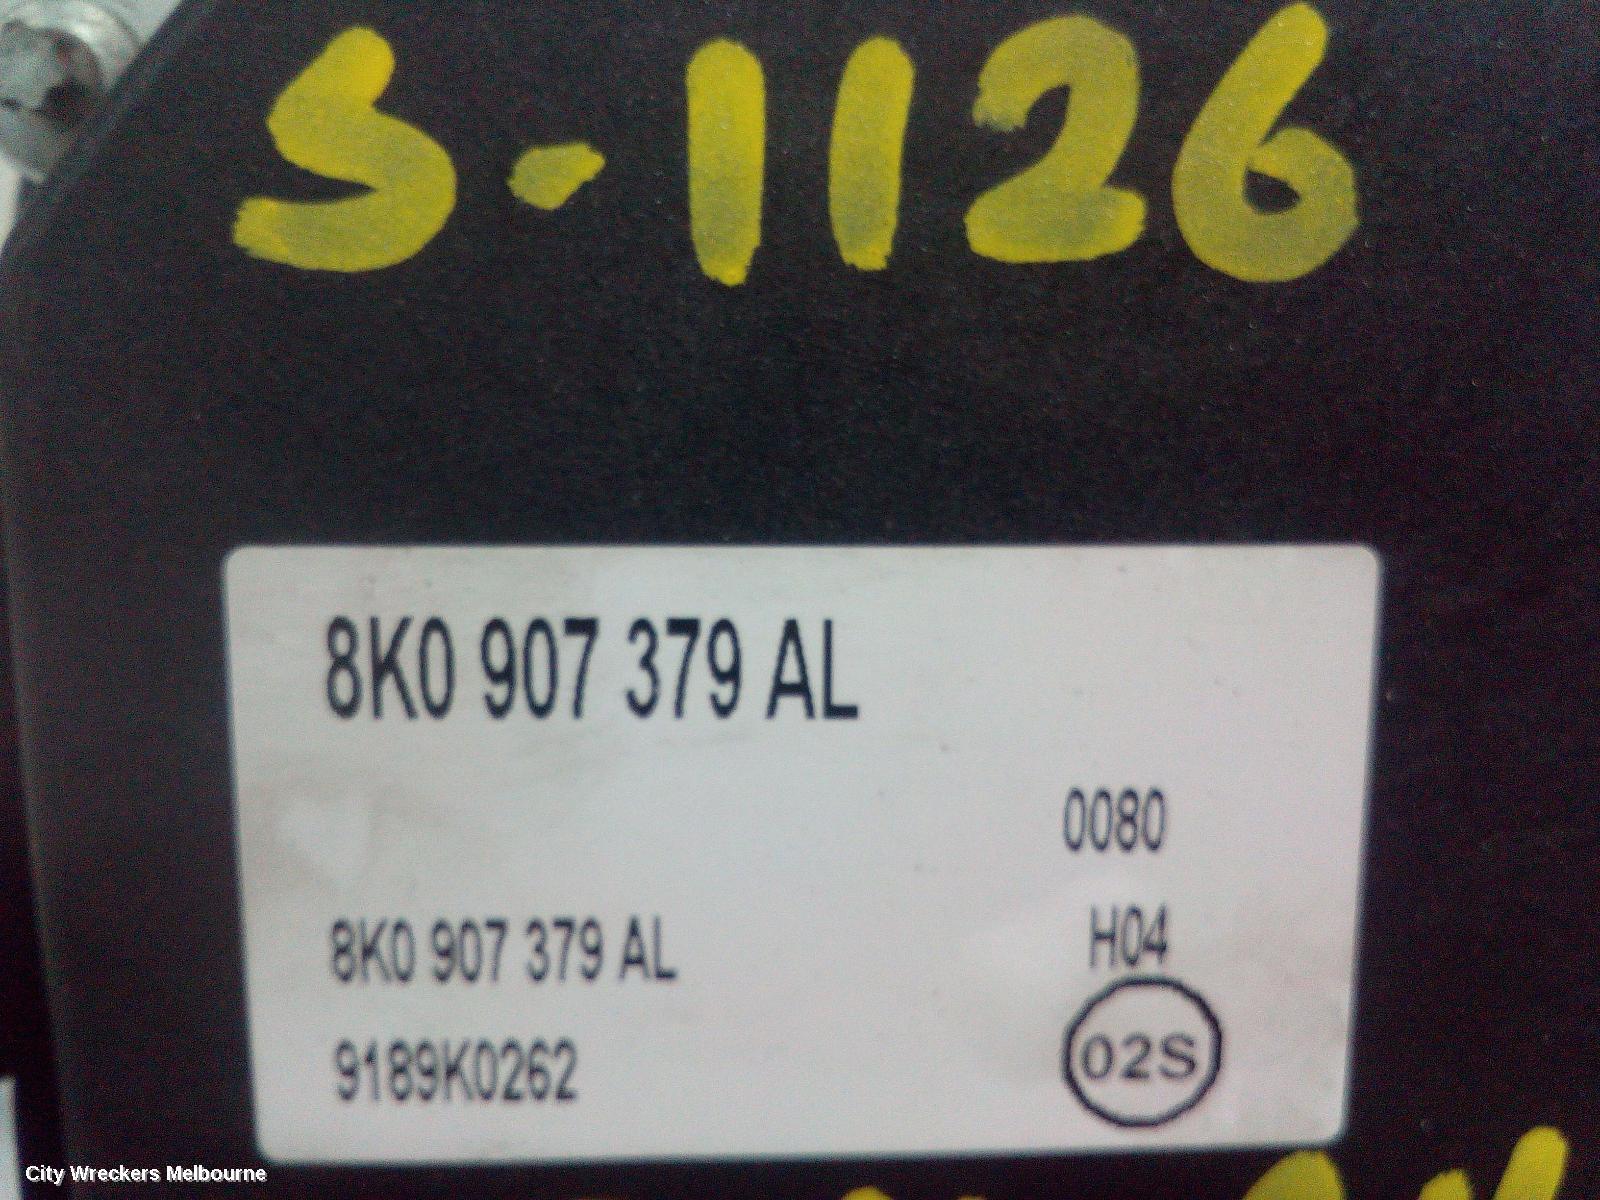 S-1126
8K0 907 379 AL
0080
8K0 907 379 AL
H04
9189K0262
02S
City Wreckers Melbourne